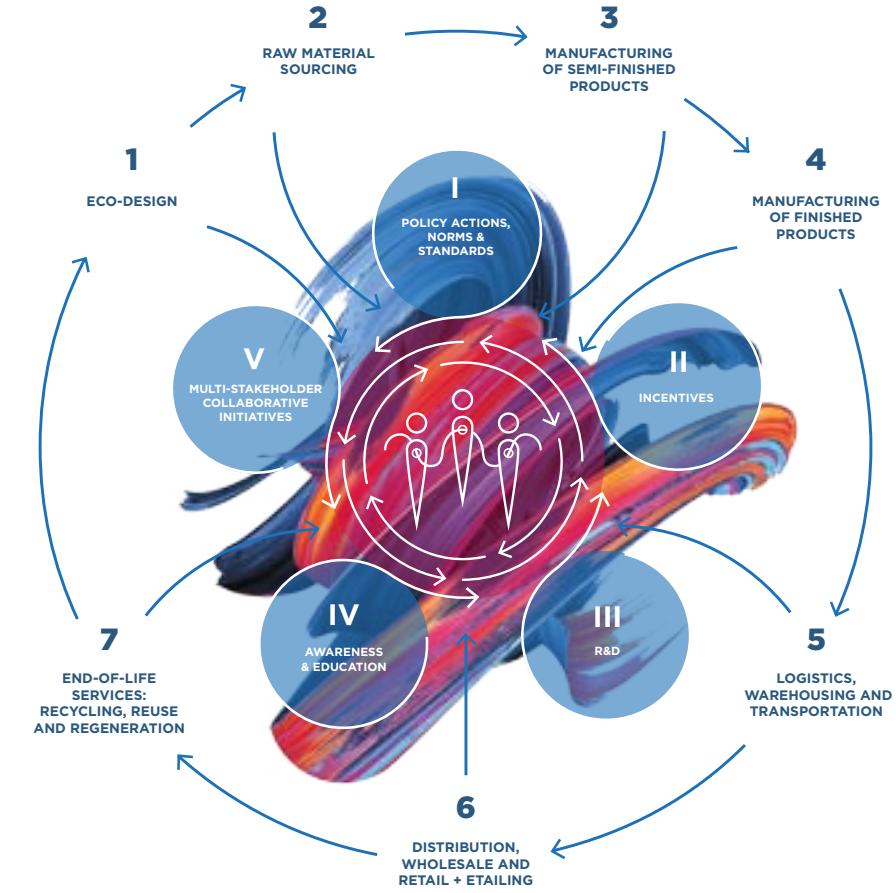 1
ECO-DESIGN
2
RAW MATERIAL
SOURCING
3
MANUFACTURING
OF SEMI-FINISHED
PRODUCTS
4
MANUFACTURING
OF FINISHED
PRODUCTS
5
LOGISTICS,
WAREHOUSING AND
TRANSPORTATION
6
DISTRIBUTION,
WHOLESALE AND
RETAIL + ETAILING
7
END-OF-LIFE
SERVICES:
RECYCLING, REUSE
AND REGENERATION
I
POLICY ACTIONS,
NORMS &
STANDARDS
II
INCENTIVES
III
R&D
IV
AWARENESS
& EDUCATION
V
MULTI-STAKEHOLDER
COLLABORATIVE
INITIATIVES